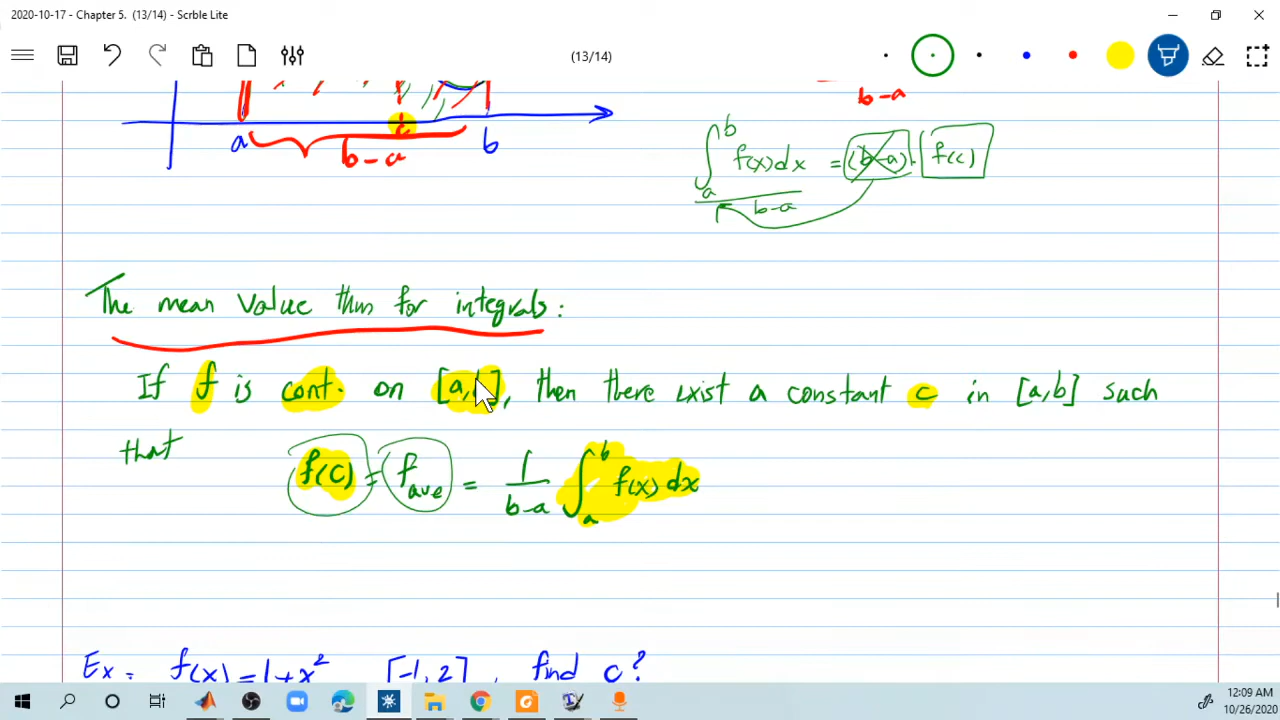 2020-10-17 - Chapter 5. (13/14) - Scrble Lite
(13/14)
a b-a c b
b-a
∫_a^b f(x)dx / b-a = (b-a). f(c)
The mean value thm for integrals:
If f is cont. on [a,b], then there exist a constant c in [a,b] such
that f(c) = f_ave = 1/b-a ∫_a^b f(x) dx
Ex. f(x)=1+x² [-1,2], find c?
12:09 AM
10/26/2020